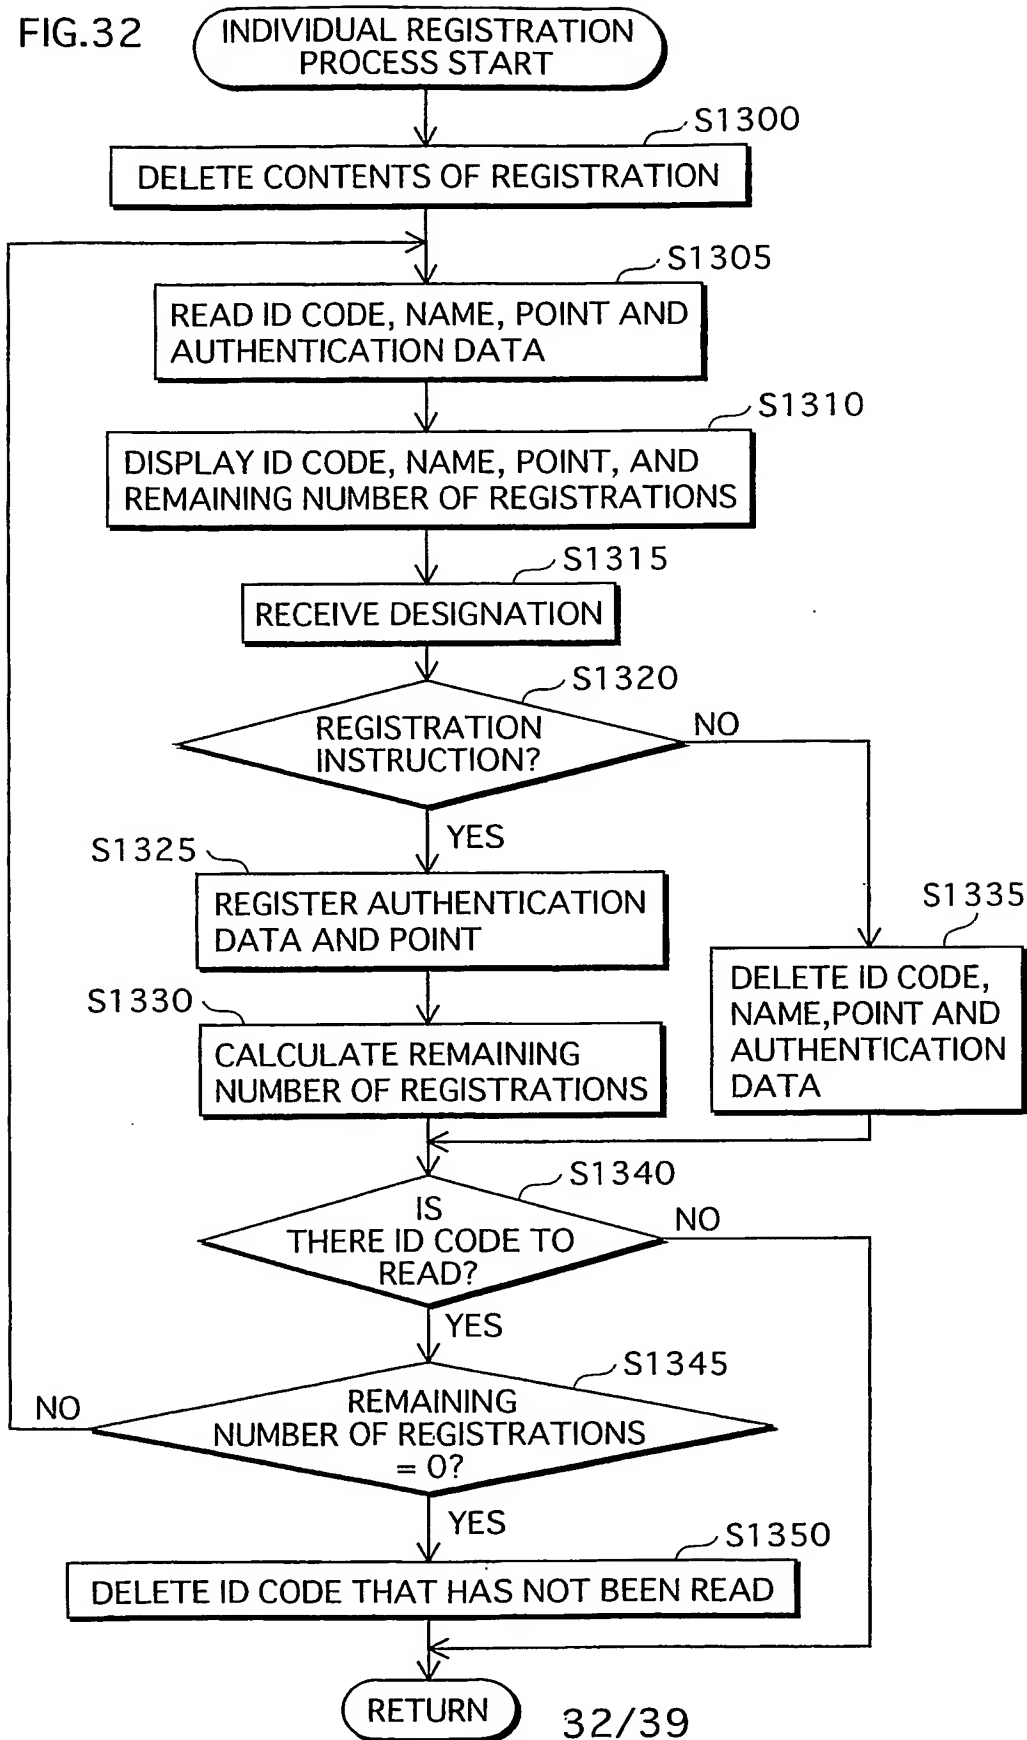 FIG.32
INDIVIDUAL REGISTRATION
PROCESS START
S1300
DELETE CONTENTS OF REGISTRATION
S1305
READ ID CODE, NAME, POINT AND
AUTHENTICATION DATA
S1310
DISPLAY ID CODE, NAME, POINT, AND
REMAINING NUMBER OF REGISTRATIONS
S1315
RECEIVE DESIGNATION
S1320
REGISTRATION
INSTRUCTION?
NO
YES
S1325
REGISTER AUTHENTICATION
DATA AND POINT
S1335
DELETE ID CODE,
NAME,POINT AND
AUTHENTICATION
DATA
S1330
CALCULATE REMAINING
NUMBER OF REGISTRATIONS
S1340
IS
THERE ID CODE TO
READ?
NO
YES
S1345
REMAINING
NUMBER OF REGISTRATIONS
= 0?
NO
YES
S1350
DELETE ID CODE THAT HAS NOT BEEN READ
RETURN
32/39